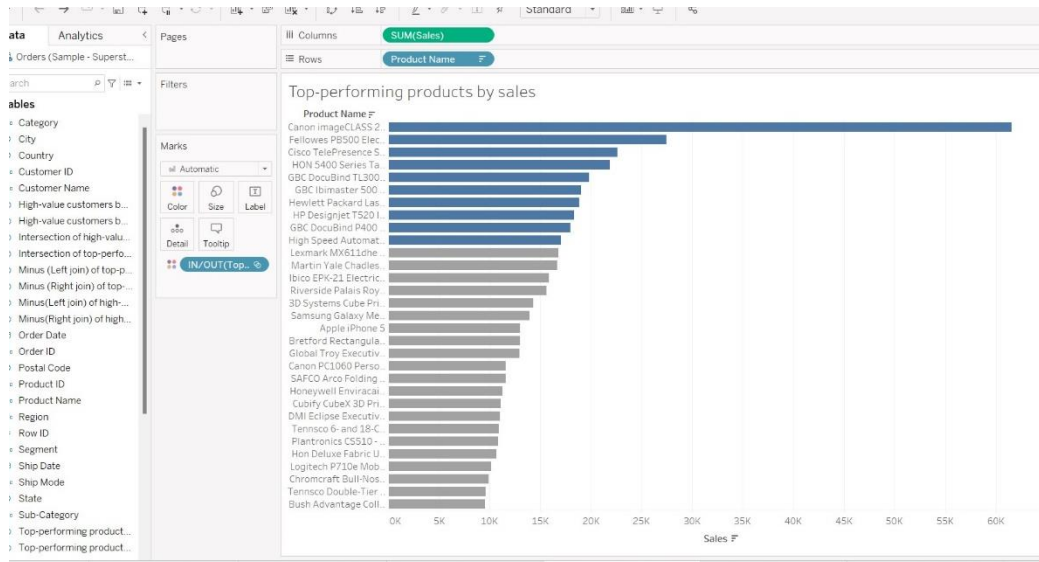 Standard
ata Analytics
Orders (Sample - Superst...
arch
ables
Category
City
Country
Customer ID
Customer Name
High-value customers b...
High-value customers b...
Intersection of high-valu...
Intersection of top-perfo...
Minus (Left join) of top-p...
Minus (Right join) of top-...
Minus(Left join) of high-...
Minus(Right join) of high...
Order Date
Order ID
Postal Code
Product ID
Product Name
Region
Row ID
Segment
Ship Date
Ship Mode
State
Sub-Category
Top-performing product...
Top-performing product...
Pages
Filters
Marks
Automatic
Color Size Label
Detail Tooltip
IN/OUT(Top..
Columns SUM(Sales)
Rows Product Name
Top-performing products by sales
Product Name
Canon imageCLASS 2..
Fellowes PB500 Elec..
Cisco TelePresence S..
HON 5400 Series Ta..
GBC DocuBind TL300..
GBC Ibimaster 500 ..
Hewlett Packard Las..
HP Designjet T520 I..
GBC DocuBind P400 ..
High Speed Automat..
Lexmark MX611dhe ..
Martin Yale Chadles..
Ibico EPK-21 Electric..
Riverside Palais Roy..
3D Systems Cube Pri..
Samsung Galaxy Me..
Apple iPhone 5
Bretford Rectangula..
Global Troy Executiv..
Canon PC1060 Perso..
SAFCO Arco Folding ..
Honeywell Enviracai..
Cubify CubeX 3D Pri..
DMI Eclipse Executiv..
Tennsco 6- and 18-C..
Plantronics CS510 - ..
Hon Deluxe Fabric U..
Logitech P710e Mob..
Chromcraft Bull-Nos..
Tennsco Double-Tier..
Bush Advantage Coll..
0K 5K 10K 15K 20K 25K 30K 35K 40K 45K 50K 55K 60K
Sales